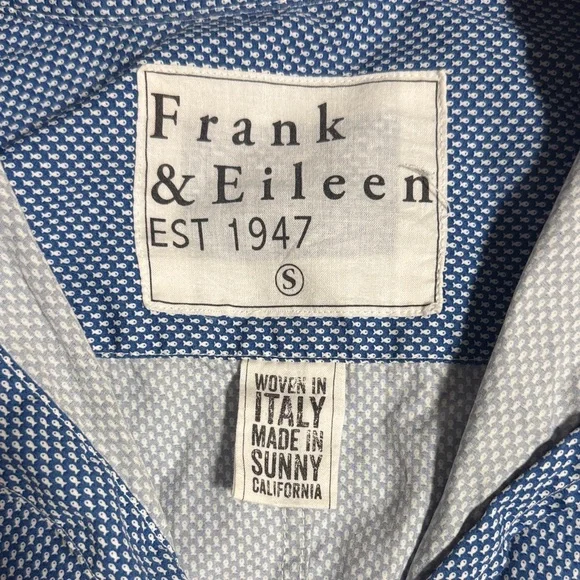 Frank
& Eileen
EST 1947
S
WOVEN IN
ITALY
MADE IN
SUNNY
CALIFORNIA